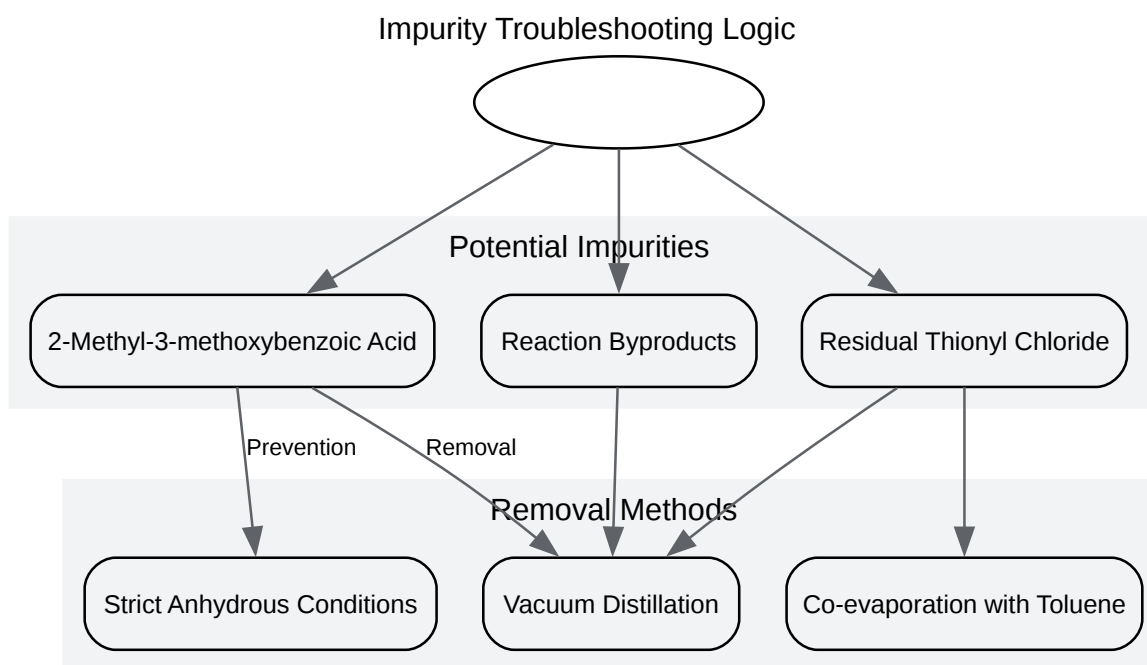 Impurity Troubleshooting Logic
Potential Impurities
2-Methyl-3-methoxybenzoic Acid
Reaction Byproducts
Residual Thionyl Chloride
Prevention
Removal
Removal Methods
Strict Anhydrous Conditions
Vacuum Distillation
Co-evaporation with Toluene